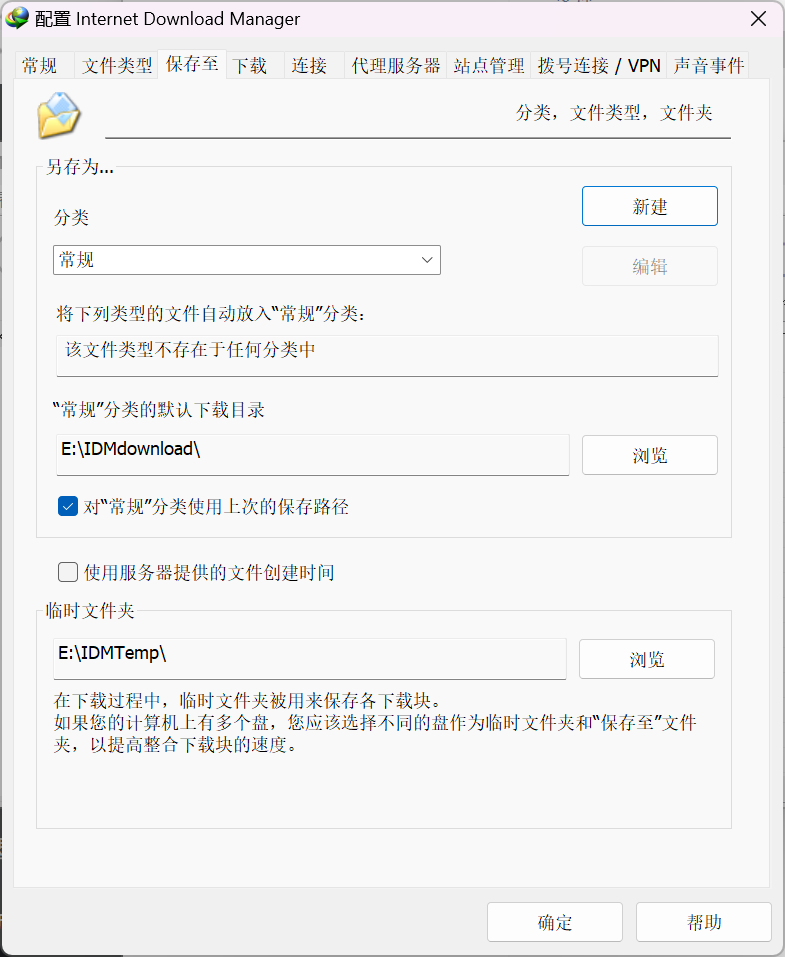 配置 Internet Download Manager
常规 文件类型 保存至 下载 连接 代理服务器 站点管理 拨号连接 / VPN 声音事件
分类，文件类型，文件夹
另存为...
新建
分类
常规
编辑
将下列类型的文件自动放入“常规”分类：
该文件类型不存在于任何分类中
“常规”分类的默认下载目录
E:\IDMdownload\
浏览
对“常规”分类使用上次的保存路径
使用服务器提供的文件创建时间
临时文件夹
E:\IDMTemp\
浏览
在下载过程中，临时文件夹被用来保存各下载块。
如果您的计算机上有多个盘，您应该选择不同的盘作为临时文件夹和“保存至”文件
夹，以提高整合下载块的速度。
确定 帮助